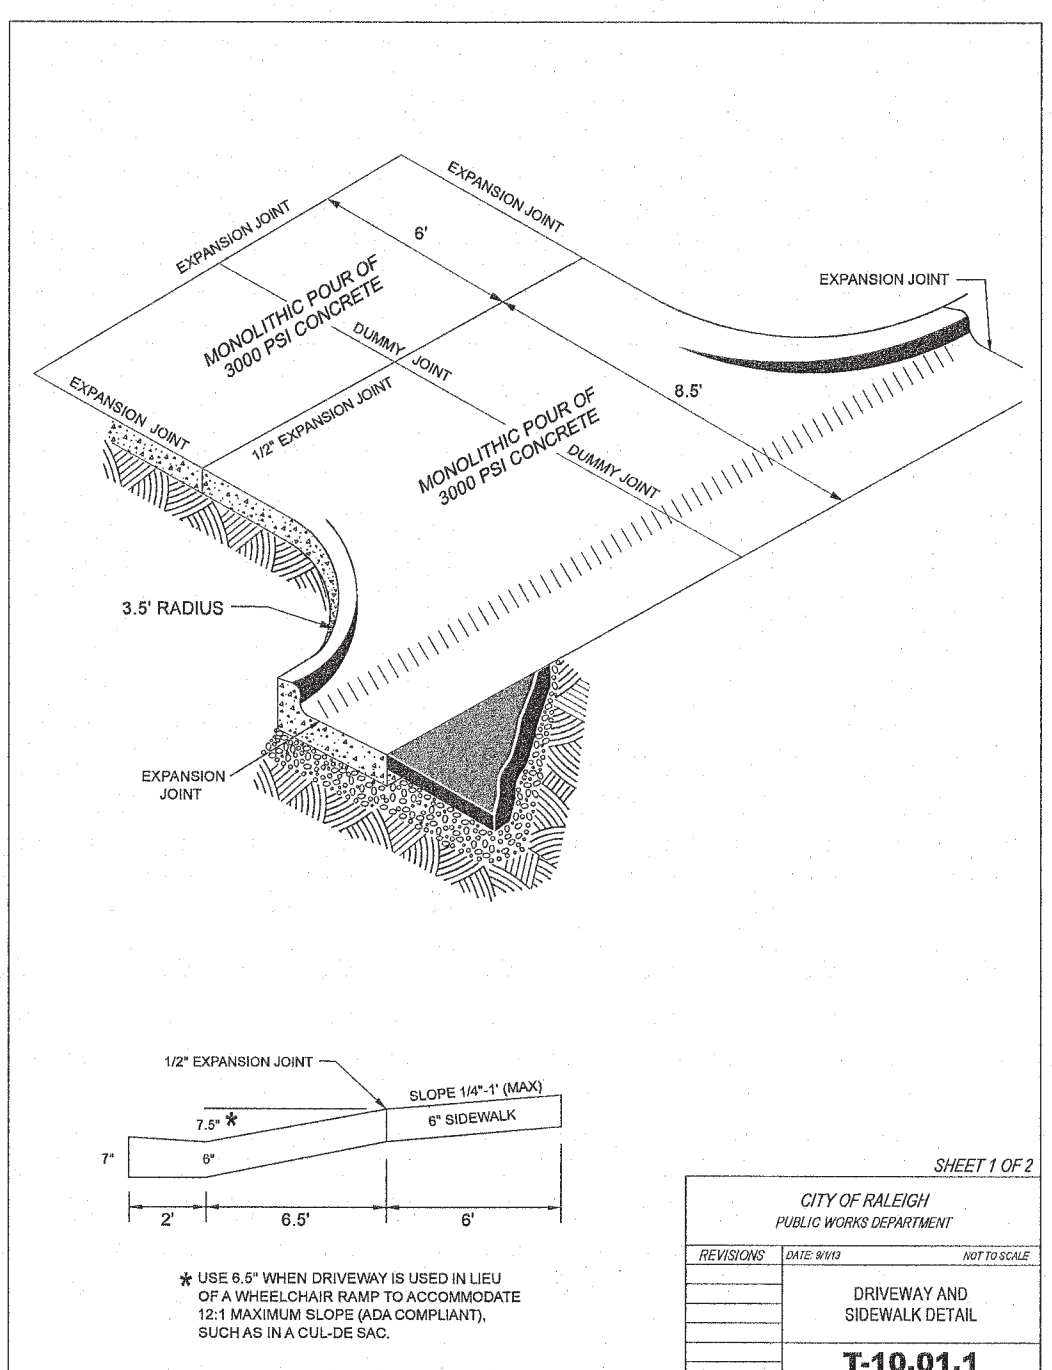 EXPANSION JOINT
EXPANSION JOINT
6'
EXPANSION JOINT
MONOLITHIC POUR OF
3000 PSI CONCRETE
DUMMY JOINT
EXPANSION JOINT
1/2" EXPANSION JOINT
8.5'
MONOLITHIC POUR OF
3000 PSI CONCRETE
DUMMY JOINT
3.5' RADIUS
EXPANSION
JOINT
1/2" EXPANSION JOINT
SLOPE 1/4"-1' (MAX)
7.5" *
6" SIDEWALK
7"
6"
2'
6.5'
6'
* USE 6.5" WHEN DRIVEWAY IS USED IN LIEU
OF A WHEELCHAIR RAMP TO ACCOMMODATE
12:1 MAXIMUM SLOPE (ADA COMPLIANT),
SUCH AS IN A CUL-DE SAC.
SHEET 1 OF 2
CITY OF RALEIGH
PUBLIC WORKS DEPARTMENT
REVISIONS
DATE: 9/1/13
NOT TO SCALE
DRIVEWAY AND
SIDEWALK DETAIL
T-10.01.1